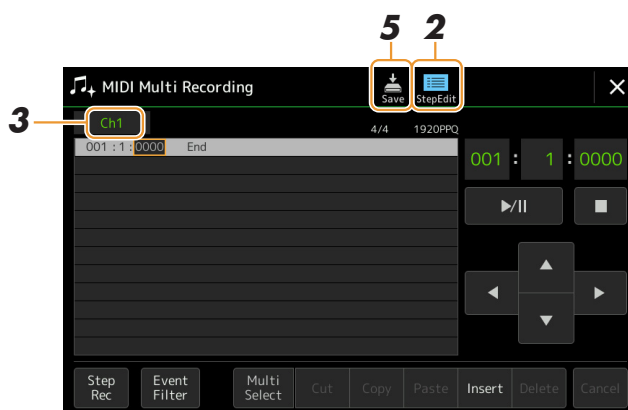 5 2
MIDI Multi Recording Save StepEdit ×
3 Ch1 4/4 1920PPQ
001 : 1 : 0000 End
001 : 1 : 0000
Step Rec Event Filter Multi Select Cut Copy Paste Insert Delete Cancel